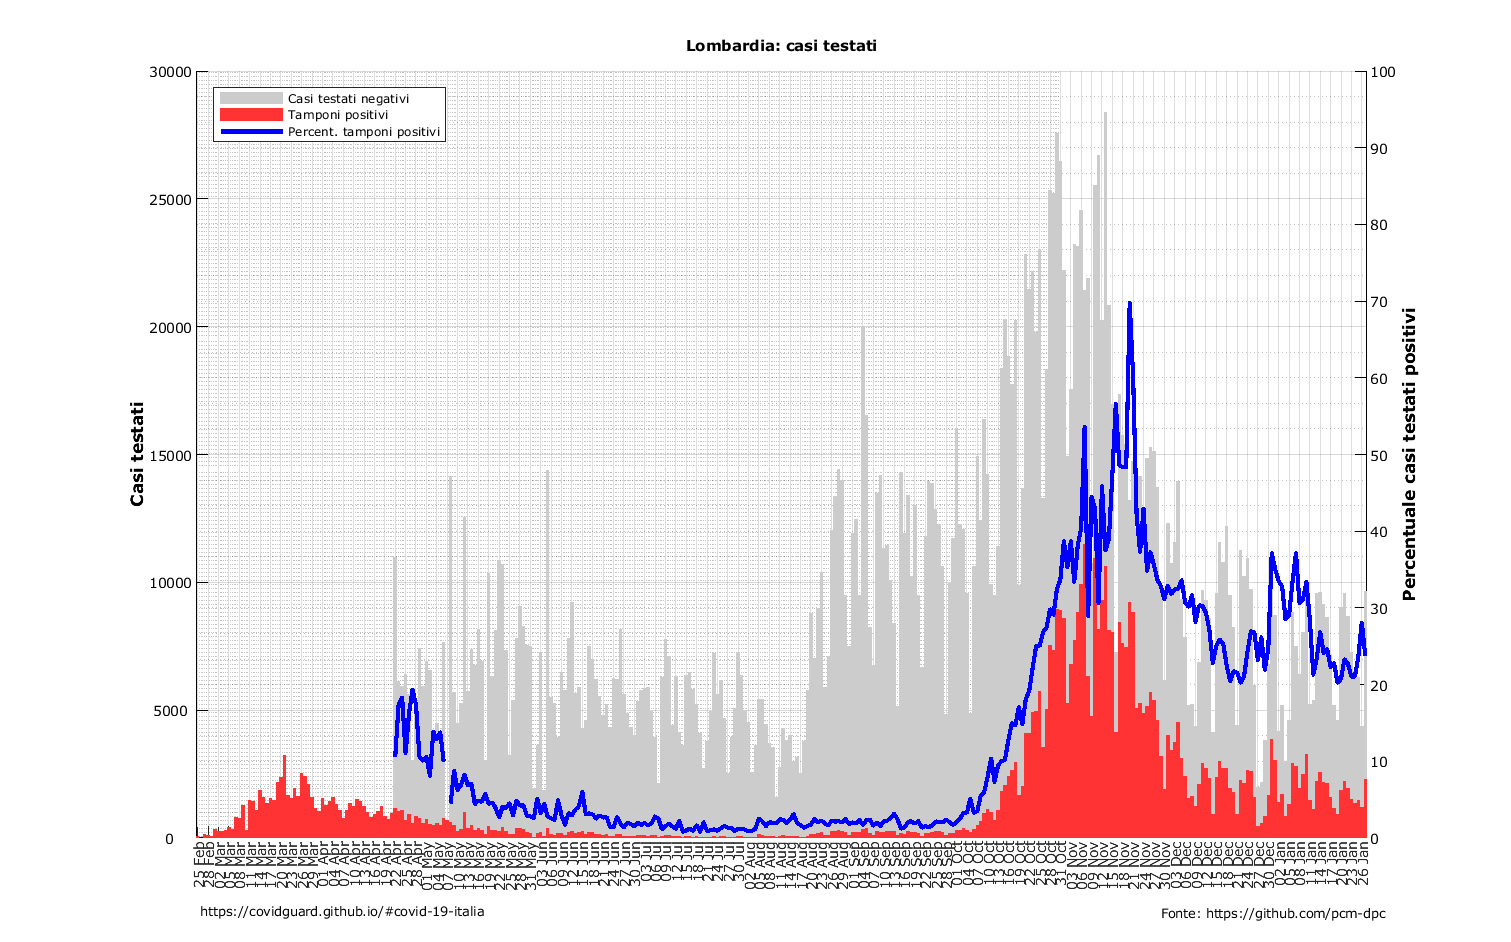 Lombardia: casi testati
30000
25000
20000
15000
10000
5000
0
100
90
80
70
60
50
40
30
20
10
0
Casi testati negativi
Tamponi positivi
Percent. tamponi positivi
Casi testati
Percentuale casi testati positivi
25 Feb
28 Feb
02 Mar
05 Mar
08 Mar
11 Mar
14 Mar
17 Mar
20 Mar
23 Mar
26 Mar
29 Mar
01 Apr
04 Apr
07 Apr
10 Apr
13 Apr
16 Apr
19 Apr
22 Apr
25 Apr
28 Apr
01 May
04 May
07 May
10 May
13 May
16 May
19 May
22 May
25 May
28 May
31 May
03 Jun
06 Jun
09 Jun
12 Jun
15 Jun
18 Jun
21 Jun
24 Jun
27 Jun
30 Jun
03 Jul
06 Jul
09 Jul
12 Jul
15 Jul
18 Jul
21 Jul
24 Jul
27 Jul
30 Jul
02 Aug
05 Aug
08 Aug
11 Aug
14 Aug
17 Aug
20 Aug
23 Aug
26 Aug
29 Aug
01 Sep
04 Sep
07 Sep
10 Sep
13 Sep
16 Sep
19 Sep
22 Sep
25 Sep
28 Sep
01 Oct
04 Oct
07 Oct
10 Oct
13 Oct
16 Oct
19 Oct
22 Oct
25 Oct
28 Oct
31 Oct
03 Nov
06 Nov
09 Nov
12 Nov
15 Nov
18 Nov
21 Nov
24 Nov
27 Nov
30 Nov
03 Dec
06 Dec
09 Dec
12 Dec
15 Dec
18 Dec
21 Dec
24 Dec
27 Dec
30 Dec
02 Jan
05 Jan
08 Jan
11 Jan
14 Jan
17 Jan
20 Jan
23 Jan
26 Jan
https://covidguard.github.io/#covid-19-italia
Fonte: https://github.com/pcm-dpc